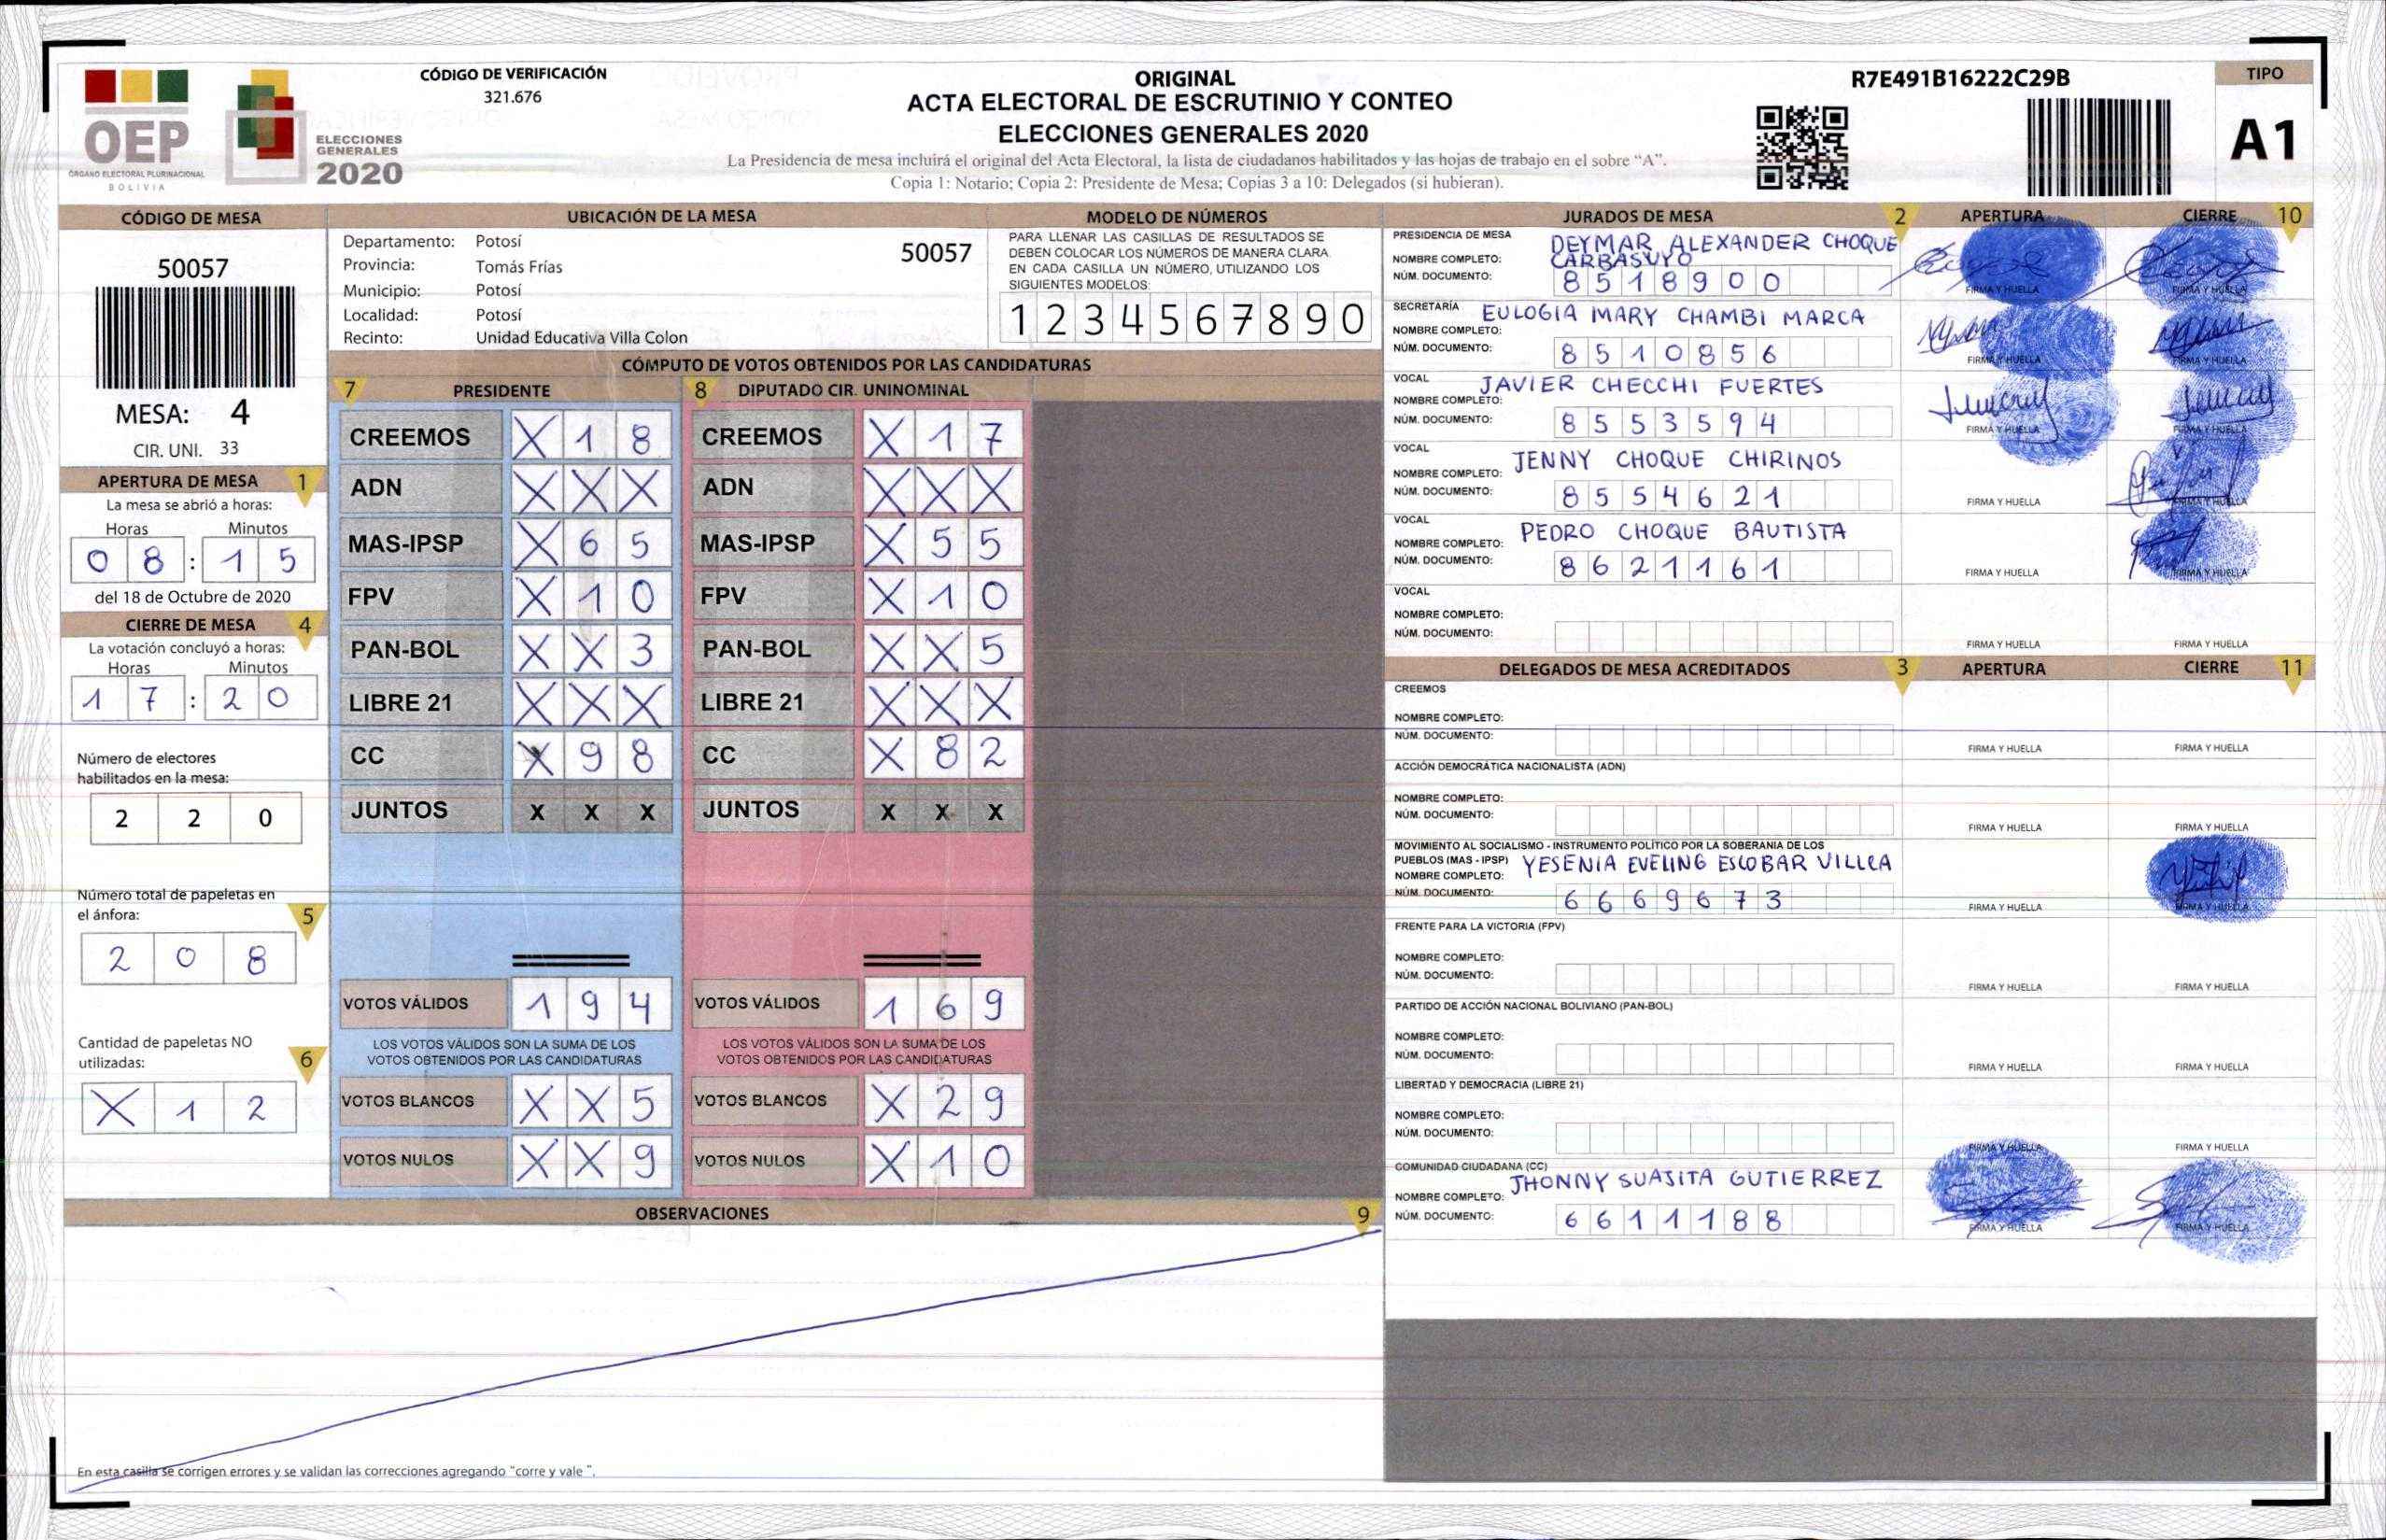 CÓDIGO DE VERIFICACIÓN
321.676
OEP
ÓRGANO ELECTORAL PLURINACIONAL
BOLIVIA
ELECCIONES
GENERALES
2020
ORIGINAL
ACTA ELECTORAL DE ESCRUTINIO Y CONTEO
ELECCIONES GENERALES 2020
La Presidencia de mesa incluirá el original del Acta Electoral, la lista de ciudadanos habilitados y las hojas de trabajo en el sobre “A”.
Copia 1: Notario; Copia 2: Presidente de Mesa; Copias 3 a 10: Delegados (si hubieran).
R7E491B16222C29B
TIPO
A1
CÓDIGO DE MESA
50057
MESA: 4
CIR. UNI. 33
UBICACIÓN DE LA MESA
Departamento: Potosí
Provincia: Tomás Frías
Municipio: Potosí
Localidad: Potosí
Recinto: Unidad Educativa Villa Colon
50057
MODELO DE NÚMEROS
PARA LLENAR LAS CASILLAS DE RESULTADOS SE
DEBEN COLOCAR LOS NÚMEROS DE MANERA CLARA
EN CADA CASILLA UN NÚMERO, UTILIZANDO LOS
SIGUIENTES MODELOS:
1 2 3 4 5 6 7 8 9 0
APERTURA DE MESA 1
La mesa se abrió a horas:
Horas Minutos
0 8 : 1 5
del 18 de Octubre de 2020
CIERRE DE MESA 4
La votación concluyó a horas:
Horas Minutos
1 7 : 2 0
Número de electores
habilitados en la mesa:
2 2 0
Número total de papeletas en
el ánfora: 5
2 0 8
Cantidad de papeletas NO
utilizadas: 6
X 1 2
CÓMPUTO DE VOTOS OBTENIDOS POR LAS CANDIDATURAS
7 PRESIDENTE
CREEMOS X 1 8
ADN X X X
MAS-IPSP X 6 5
FPV X 1 0
PAN-BOL X X 3
LIBRE 21 X X X
CC X 9 8
JUNTOS X X X
VOTOS VÁLIDOS 1 9 4
LOS VOTOS VÁLIDOS SON LA SUMA DE LOS
VOTOS OBTENIDOS POR LAS CANDIDATURAS
VOTOS BLANCOS X X 5
VOTOS NULOS X X 9
8 DIPUTADO CIR. UNINOMINAL
CREEMOS X 1 7
ADN X X X
MAS-IPSP X 5 5
FPV X 1 0
PAN-BOL X X 5
LIBRE 21 X X X
CC X 8 2
JUNTOS X X X
VOTOS VÁLIDOS 1 6 9
LOS VOTOS VÁLIDOS SON LA SUMA DE LOS
VOTOS OBTENIDOS POR LAS CANDIDATURAS
VOTOS BLANCOS X 2 9
VOTOS NULOS X 1 0
OBSERVACIONES 9
En esta casilla se corrigen errores y se validan las correcciones agregando “corre y vale ”.
JURADOS DE MESA 2 APERTURA CIERRE 10
PRESIDENCIA DE MESA
NOMBRE COMPLETO: DEYMAR ALEXANDER CHOQUE
CARBASUYO
NÚM. DOCUMENTO: 8 5 1 8 9 0 0
FIRMA Y HUELLA FIRMA Y HUELLA
SECRETARÍA
NOMBRE COMPLETO: EULOGIA MARY CHAMBI MARCA
NÚM. DOCUMENTO: 8 5 1 0 8 5 6
FIRMA Y HUELLA FIRMA Y HUELLA
VOCAL
NOMBRE COMPLETO: JAVIER CHECCHI FUERTES
NÚM. DOCUMENTO: 8 5 5 3 5 9 4
FIRMA Y HUELLA FIRMA Y HUELLA
VOCAL
NOMBRE COMPLETO: JENNY CHOQUE CHIRINOS
NÚM. DOCUMENTO: 8 5 5 4 6 2 1
FIRMA Y HUELLA FIRMA Y HUELLA
VOCAL
NOMBRE COMPLETO: PEDRO CHOQUE BAUTISTA
NÚM. DOCUMENTO: 8 6 2 1 1 6 1
FIRMA Y HUELLA FIRMA Y HUELLA
VOCAL
NOMBRE COMPLETO:
NÚM. DOCUMENTO:
FIRMA Y HUELLA FIRMA Y HUELLA
DELEGADOS DE MESA ACREDITADOS 3 APERTURA CIERRE 11
CREEMOS
NOMBRE COMPLETO:
NÚM. DOCUMENTO:
FIRMA Y HUELLA FIRMA Y HUELLA
ACCIÓN DEMOCRÁTICA NACIONALISTA (ADN)
NOMBRE COMPLETO:
NÚM. DOCUMENTO:
FIRMA Y HUELLA FIRMA Y HUELLA
MOVIMIENTO AL SOCIALISMO - INSTRUMENTO POLÍTICO POR LA SOBERANÍA DE LOS
PUEBLOS (MAS - IPSP)
NOMBRE COMPLETO: YESENIA EVELING ESCOBAR VILLCA
NÚM. DOCUMENTO: 6 6 6 9 6 7 3
FIRMA Y HUELLA FIRMA Y HUELLA
FRENTE PARA LA VICTORIA (FPV)
NOMBRE COMPLETO:
NÚM. DOCUMENTO:
FIRMA Y HUELLA FIRMA Y HUELLA
PARTIDO DE ACCIÓN NACIONAL BOLIVIANO (PAN-BOL)
NOMBRE COMPLETO:
NÚM. DOCUMENTO:
FIRMA Y HUELLA FIRMA Y HUELLA
LIBERTAD Y DEMOCRACIA (LIBRE 21)
NOMBRE COMPLETO:
NÚM. DOCUMENTO:
FIRMA Y HUELLA FIRMA Y HUELLA
COMUNIDAD CIUDADANA (CC)
NOMBRE COMPLETO: JHONNY SUAJITA GUTIERREZ
NÚM. DOCUMENTO: 6 6 1 1 1 8 8
FIRMA Y HUELLA FIRMA Y HUELLA